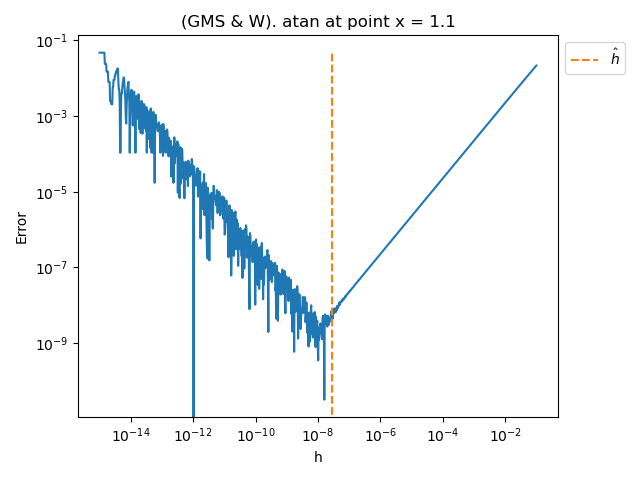 (GMS & W). atan at point x = 1.1
10⁻¹
10⁻³
10⁻⁵
10⁻⁷
10⁻⁹
Error
10⁻¹⁴ 10⁻¹² 10⁻¹⁰ 10⁻⁸ 10⁻⁶ 10⁻⁴ 10⁻²
h
ĥ